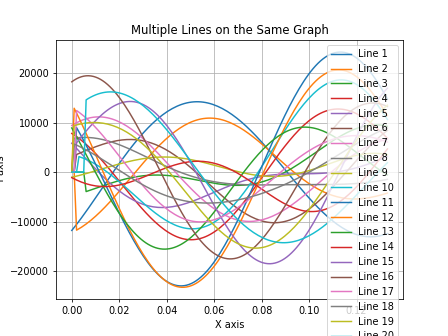 Multiple Lines on the Same Graph
20000
10000
0
−10000
−20000
0.00
0.02
0.04
0.06
0.08
0.10
X axis
Line 1
Line 2
Line 3
Line 4
Line 5
Line 6
Line 7
Line 8
Line 9
Line 10
Line 11
Line 12
Line 13
Line 14
Line 15
Line 16
Line 17
Line 18
Line 19
Line 20